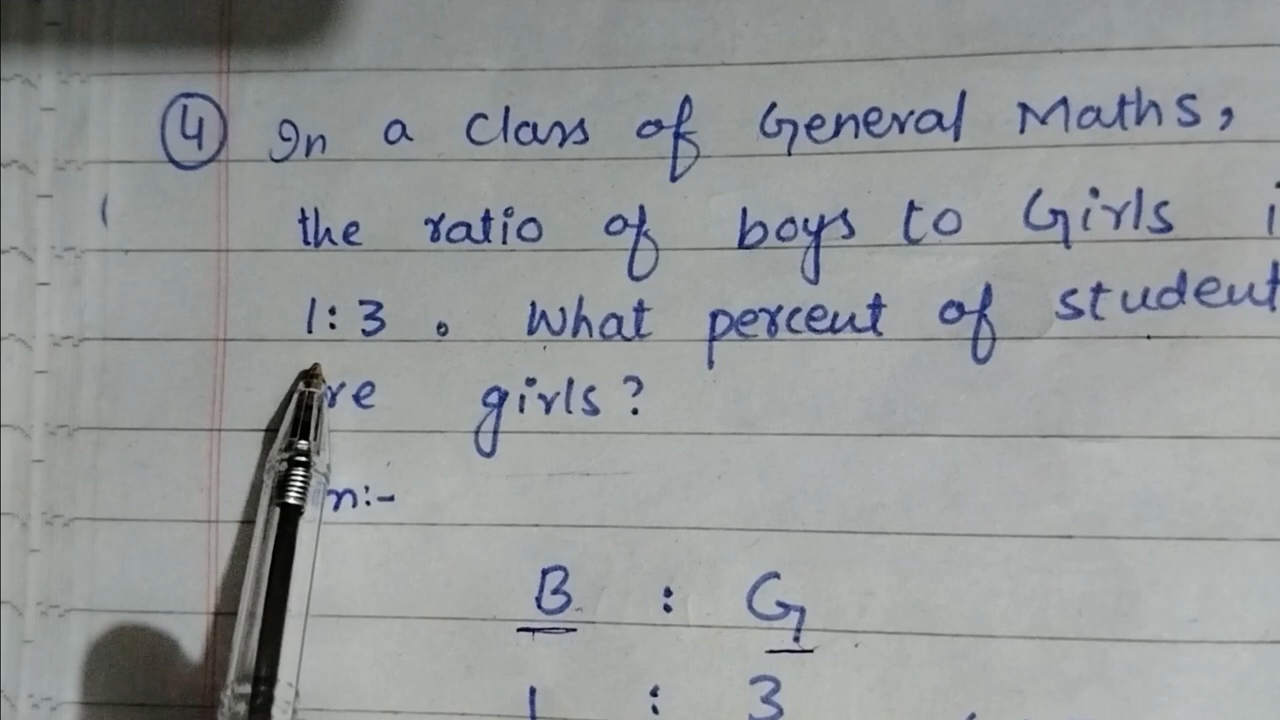 4 In a class of General Maths,
the ratio of boys to Girls i
1:3. What percent of student
re girls?
n:-
B : G
1 : 3